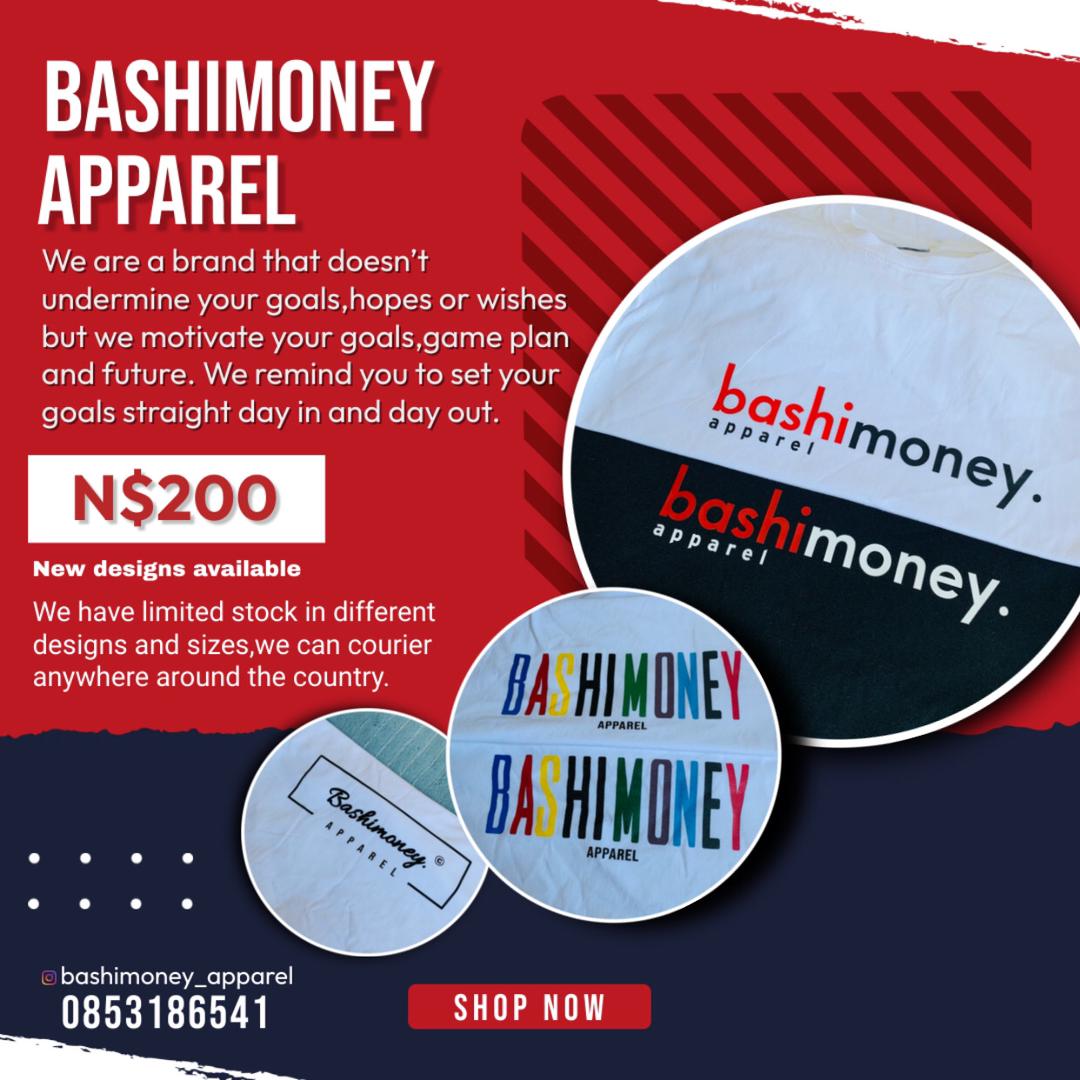 BASHIMONEY
APPAREL
We are a brand that doesn't
undermine your goals,hopes or wishes
but we motivate your goals,game plan
and future. We remind you to set your
goals straight day in and day out.
N$200
New designs available
We have limited stock in different
designs and sizes,we can courier
anywhere around the country.
bashimoney.
apparel
bashimoney.
apparel
BASHIMONEY
APPAREL
BASHIMONEY
APPAREL
Bashimoney. ©
APPAREL
bashimoney_apparel
0853186541
SHOP NOW